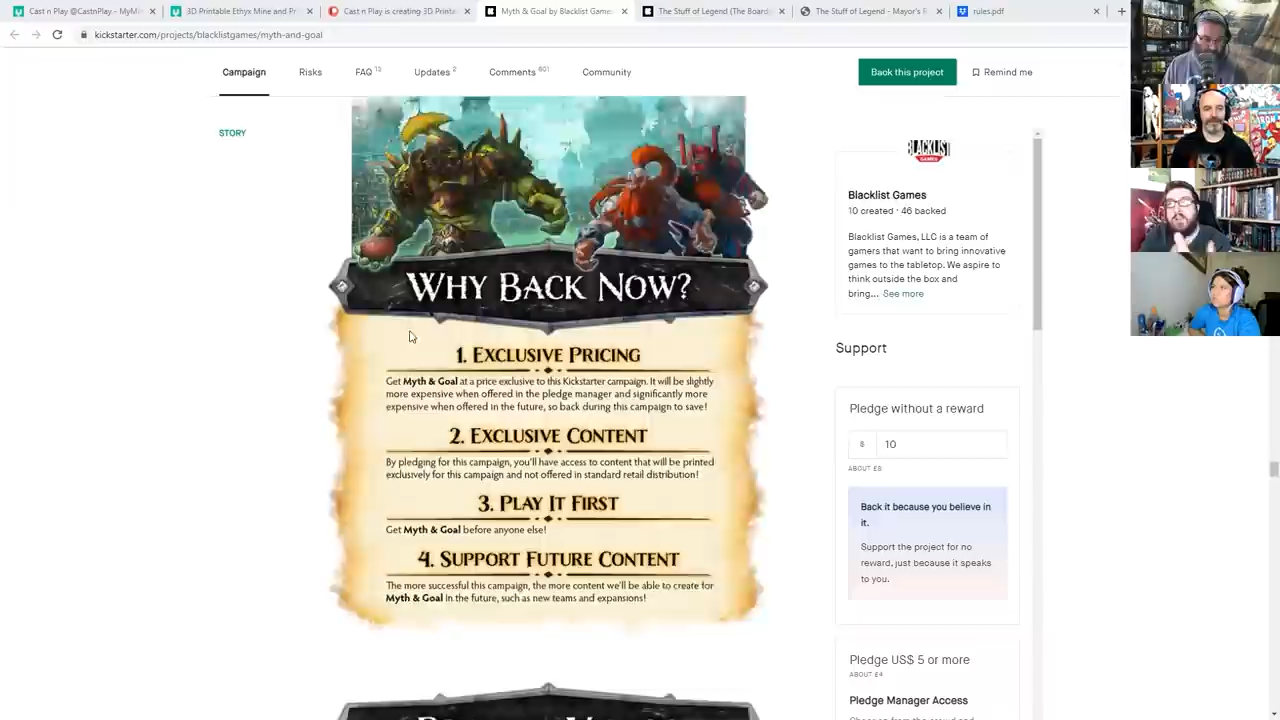 Cast n Play @CastnPlay - MyMi
3D Printable Ethyx Mine and Pri
Cast n Play is creating 3D Printe
Myth & Goal by Blacklist Games
The Stuff of Legend (The Board
The Stuff of Legend - Mayor's R
rules.pdf
kickstarter.com/projects/blacklistgames/myth-and-goal
Campaign Risks FAQ 13 Updates 2 Comments 601 Community
Back this project
Remind me
STORY
WHY BACK NOW?
1. EXCLUSIVE PRICING
Get Myth & Goal at a price exclusive to this Kickstarter campaign. It will be slightly
more expensive when offered in the pledge manager and significantly more
expensive when offered in the future, so back during this campaign to save!
2. EXCLUSIVE CONTENT
By pledging for this campaign, you'll have access to content that will be printed
exclusively for this campaign and not offered in standard retail distribution!
3. PLAY IT FIRST
Get Myth & Goal before anyone else!
4. SUPPORT FUTURE CONTENT
The more successful this campaign, the more content we'll be able to create for
Myth & Goal in the future, such as new teams and expansions!
BLACKLIST
GAMES
Blacklist Games
10 created · 46 backed
Blacklist Games, LLC is a team of
gamers that want to bring innovative
games to the tabletop. We aspire to
think outside the box and
bring... See more
Support
Pledge without a reward
$ 10
ABOUT £8
Back it because you believe in
it.
Support the project for no
reward, just because it speaks
to you.
Pledge US$ 5 or more
ABOUT £4
Pledge Manager Access